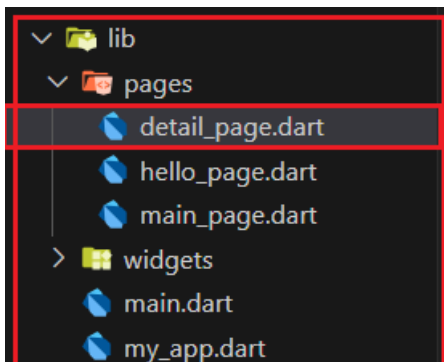 lib
pages
detail_page.dart
hello_page.dart
main_page.dart
widgets
main.dart
my_app.dart